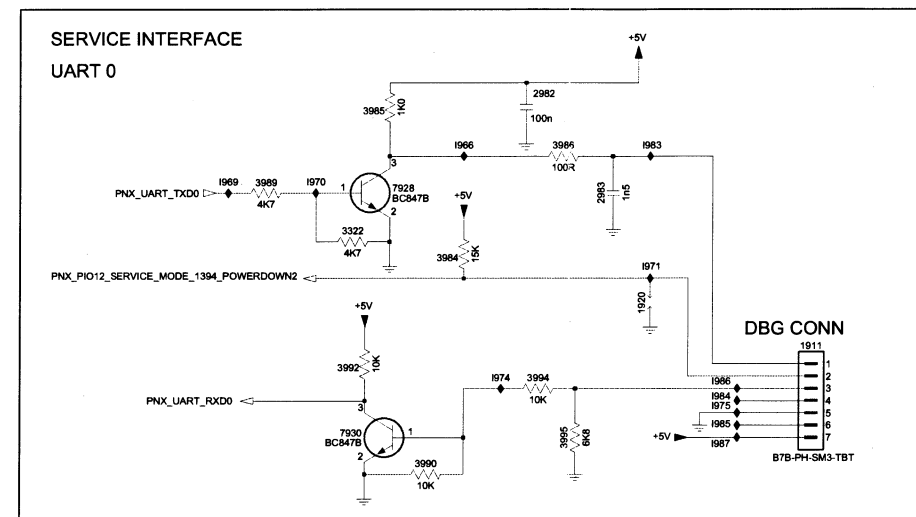 SERVICE INTERFACE
UART 0
+5V
2982
100n
3985
1K0
I966
3986
100R
I983
2983
1n5
3
PNX_UART_TXD0
I969
3989
4K7
I970
1
7928
BC847B
2
3322
4K7
+5V
3984
15K
PNX_PIO12_SERVICE_MODE_1394_POWERDOWN2
I971
1920
+5V
DBG CONN
1911
1
2
3
4
5
6
7
B7B-PH-SM3-TBT
3992
10K
I974
3994
10K
I986
I984
I975
I985
+5V
I987
PNX_UART_RXD0
3
7930
BC847B
1
2
3995
6K8
3990
10K